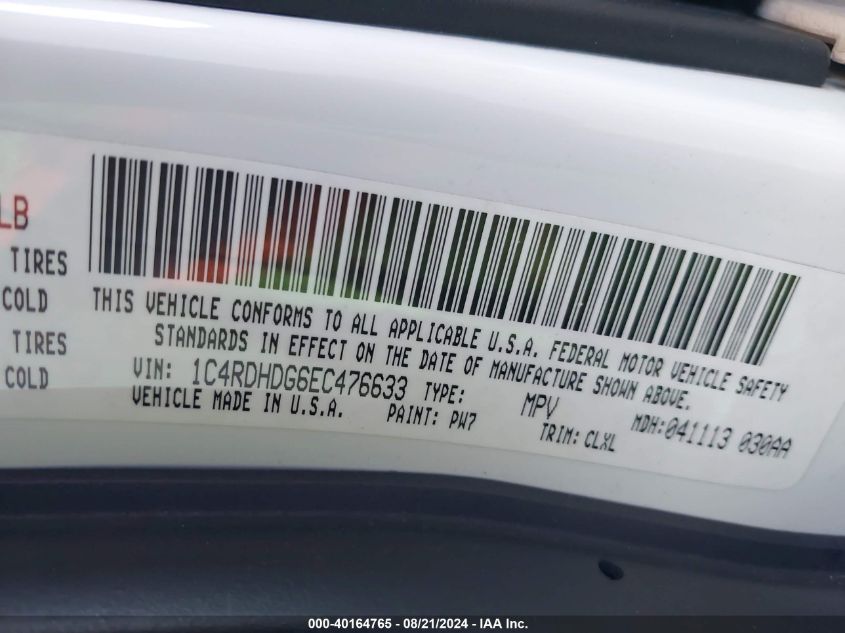 LB
TIRES
COLD
TIRES
COLD
THIS VEHICLE CONFORMS TO ALL APPLICABLE U.S.A. FEDERAL MOTOR VEHICLE SAFETY
STANDARDS IN EFFECT ON THE DATE OF MANUFACTURE SHOWN ABOVE.
VIN: 1C4RDHDG6EC476633 TYPE: MPV MDH:041113 030AA
VEHICLE MADE IN U.S.A. PAINT: PW7 TRIM: CLXL
000-40164765 - 08/21/2024 - IAA Inc.